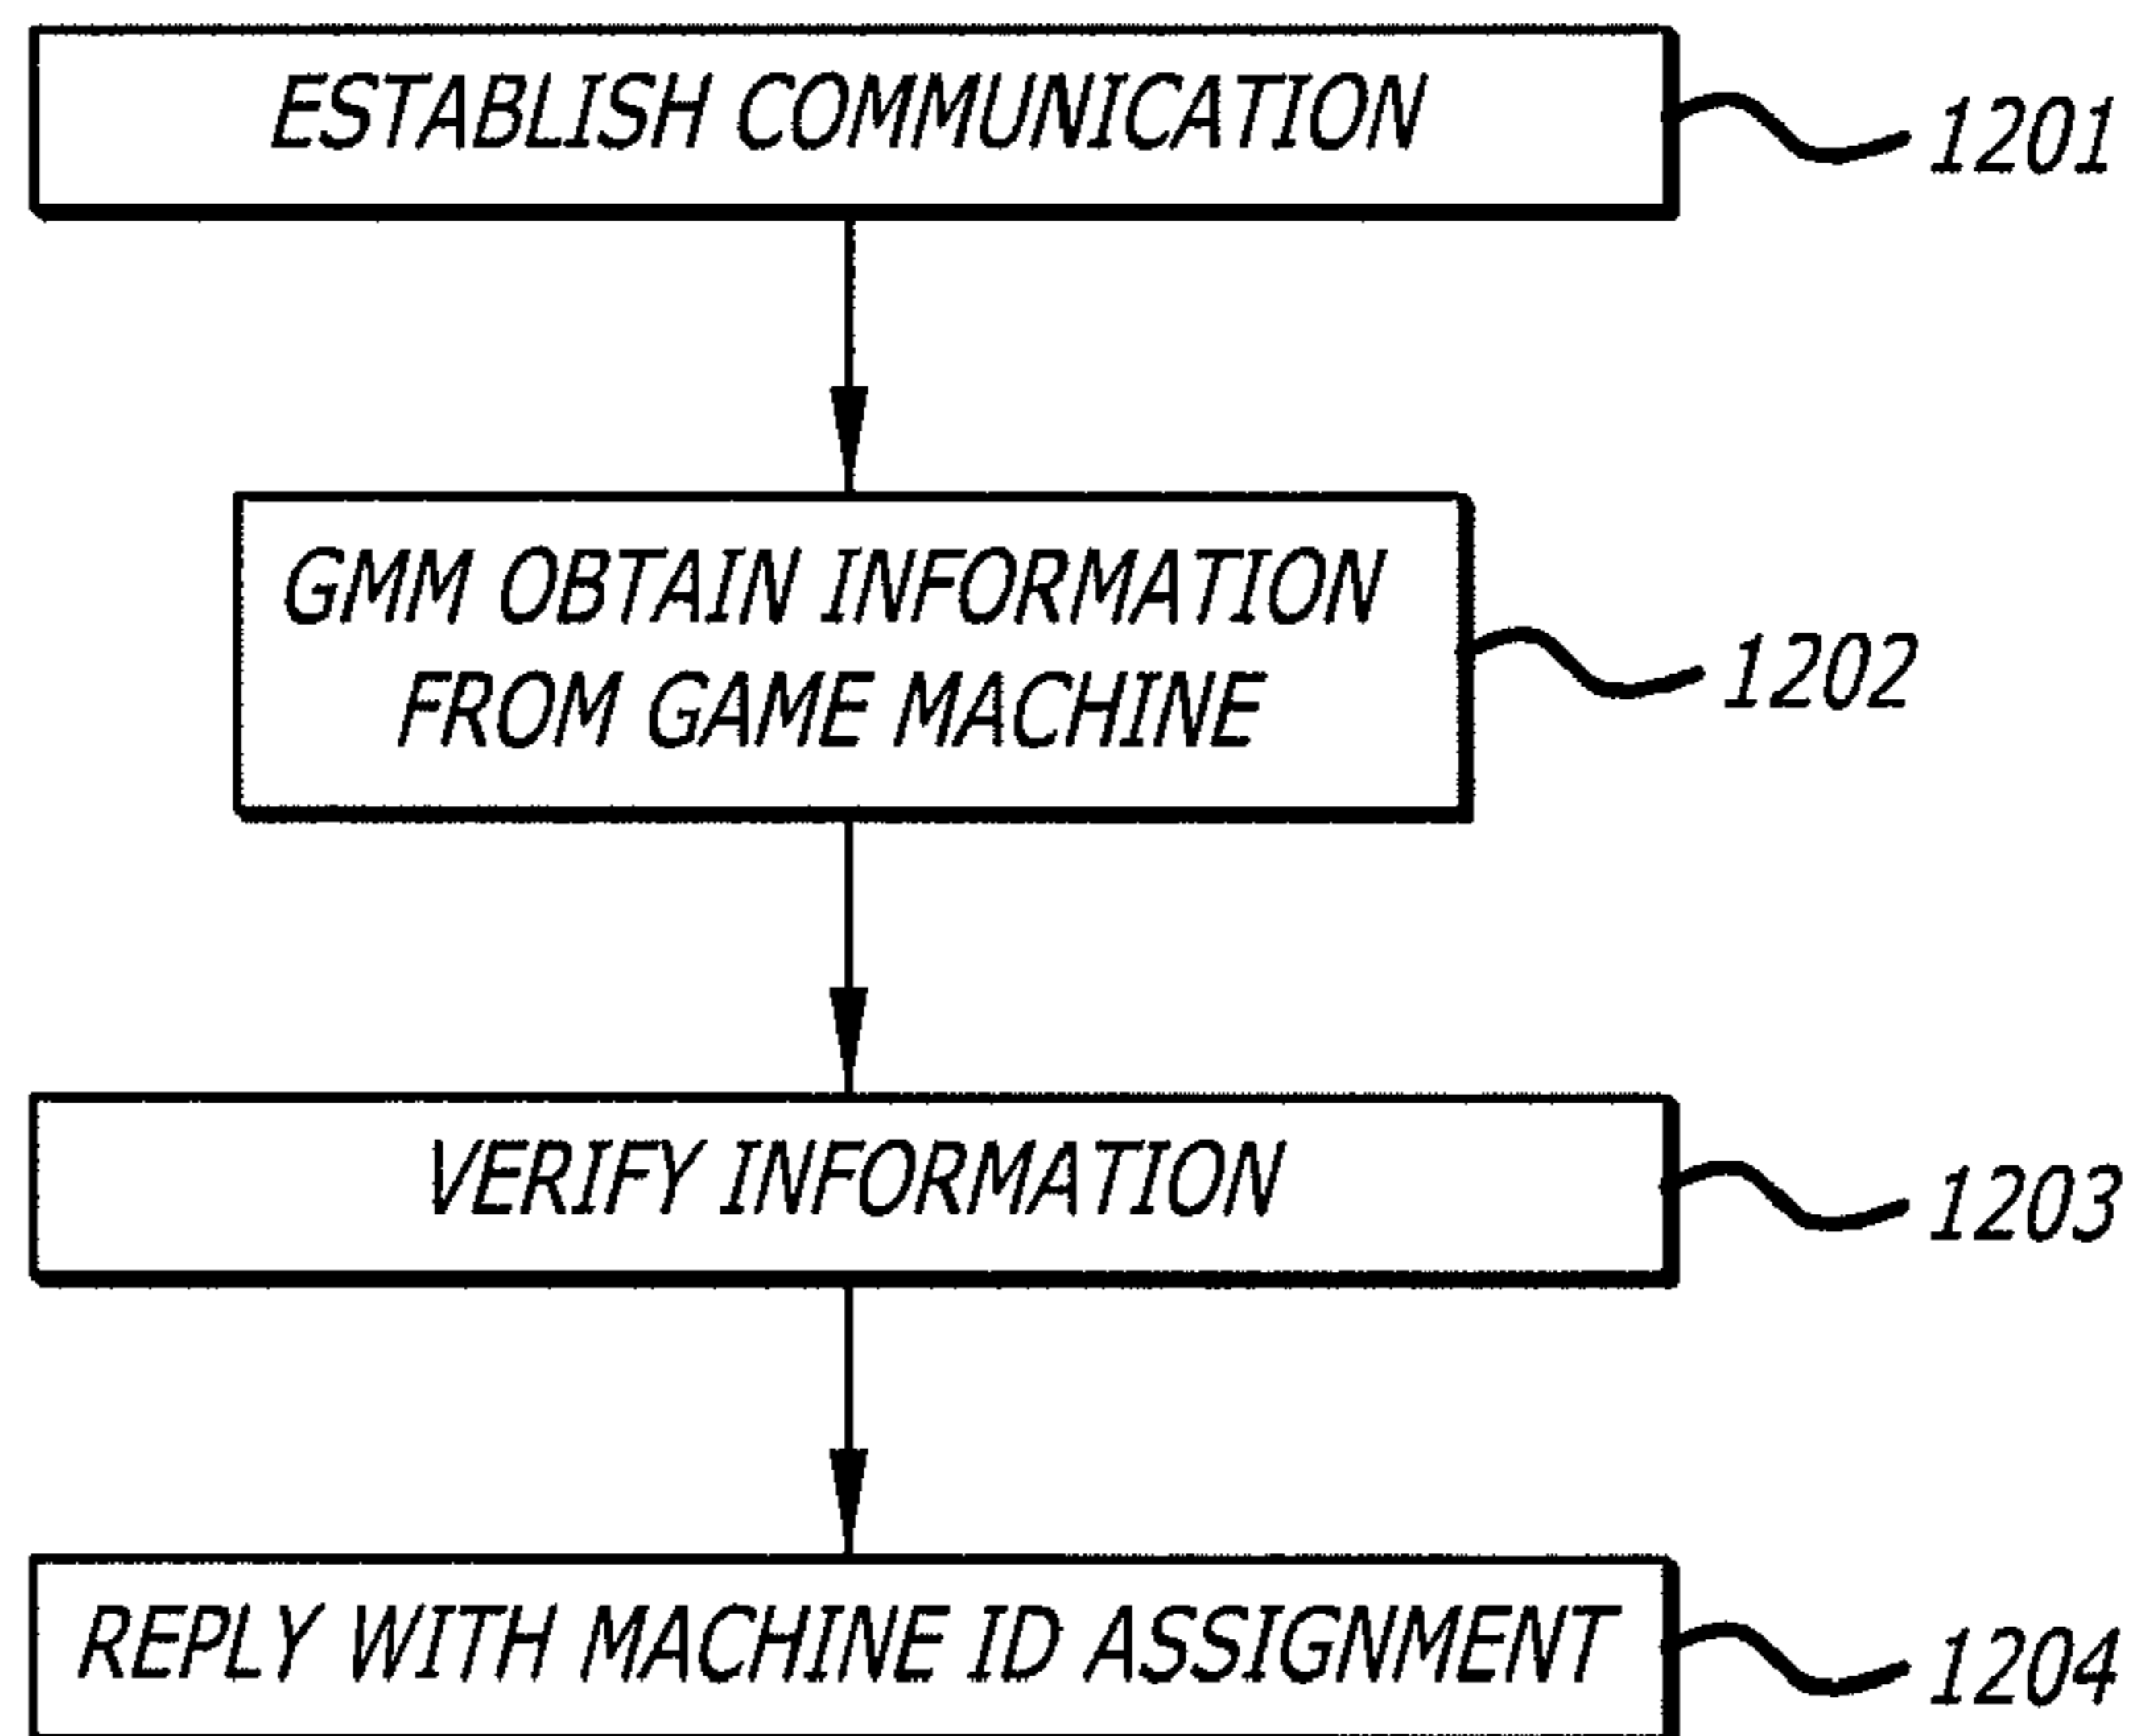 ESTABLISH COMMUNICATION
1201
GMM OBTAIN INFORMATION
FROM GAME MACHINE
1202
VERIFY INFORMATION
1203
REPLY WITH MACHINE ID ASSIGNMENT
1204